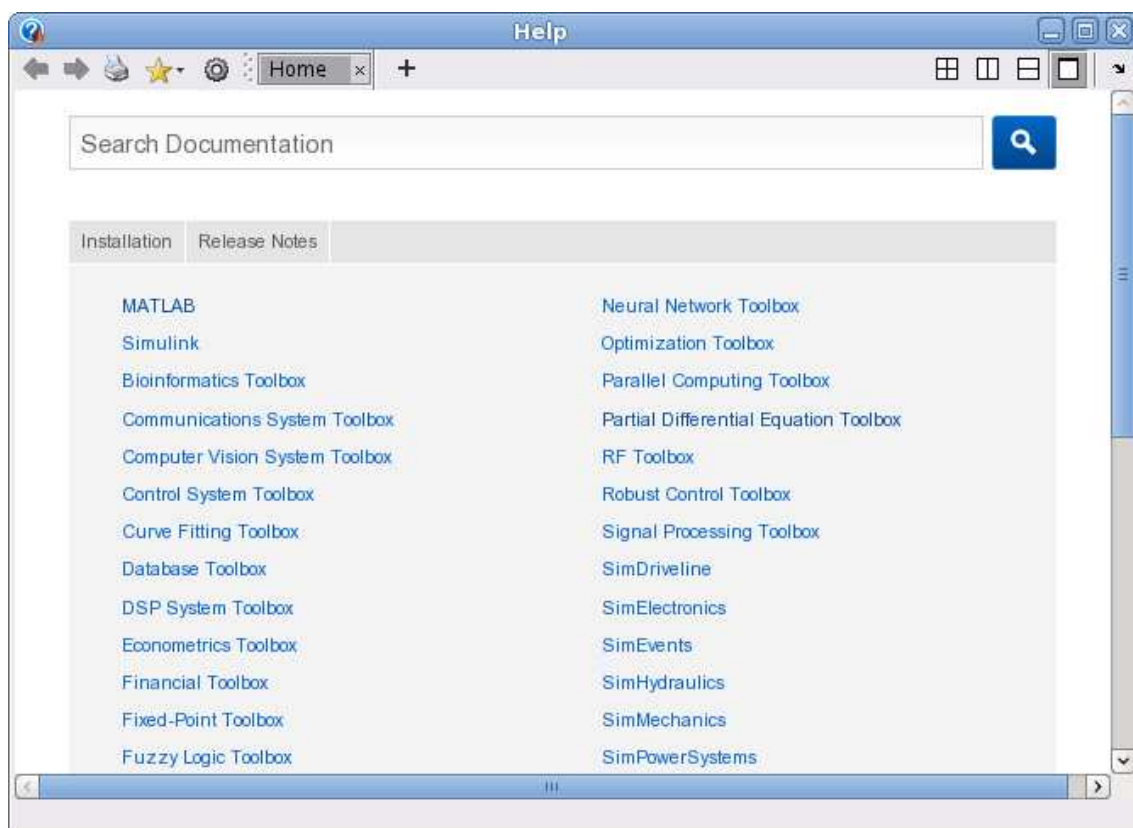 Help
Home
Search Documentation
Installation Release Notes
MATLAB
Simulink
Bioinformatics Toolbox
Communications System Toolbox
Computer Vision System Toolbox
Control System Toolbox
Curve Fitting Toolbox
Database Toolbox
DSP System Toolbox
Econometrics Toolbox
Financial Toolbox
Fixed-Point Toolbox
Fuzzy Logic Toolbox
Neural Network Toolbox
Optimization Toolbox
Parallel Computing Toolbox
Partial Differential Equation Toolbox
RF Toolbox
Robust Control Toolbox
Signal Processing Toolbox
SimDriveline
SimElectronics
SimEvents
SimHydraulics
SimMechanics
SimPowerSystems